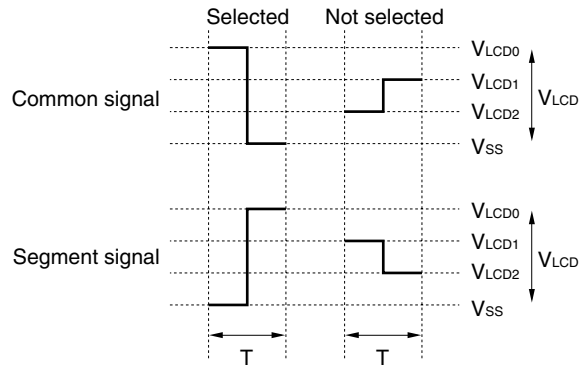 Selected Not selected
VLCD0
VLCD1
Common signal VLCD
VLCD2
VSS
VLCD0
VLCD1
Segment signal VLCD
VLCD2
VSS
T T